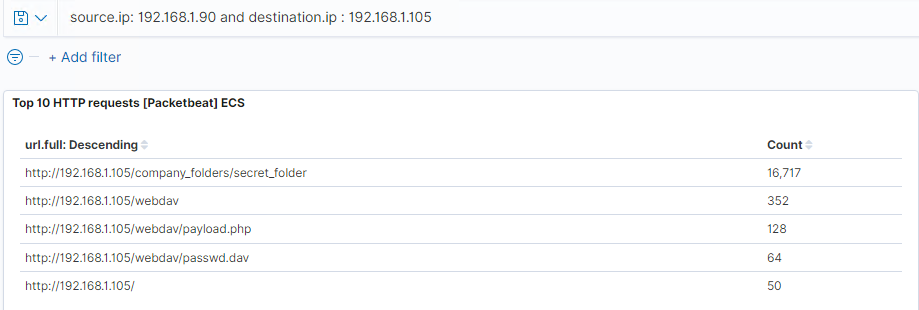 source.ip: 192.168.1.90 and destination.ip : 192.168.1.105
+ Add filter
Top 10 HTTP requests [Packetbeat] ECS
url.full: Descending Count
http://192.168.1.105/company_folders/secret_folder 16,717
http://192.168.1.105/webdav 352
http://192.168.1.105/webdav/payload.php 128
http://192.168.1.105/webdav/passwd.dav 64
http://192.168.1.105/ 50